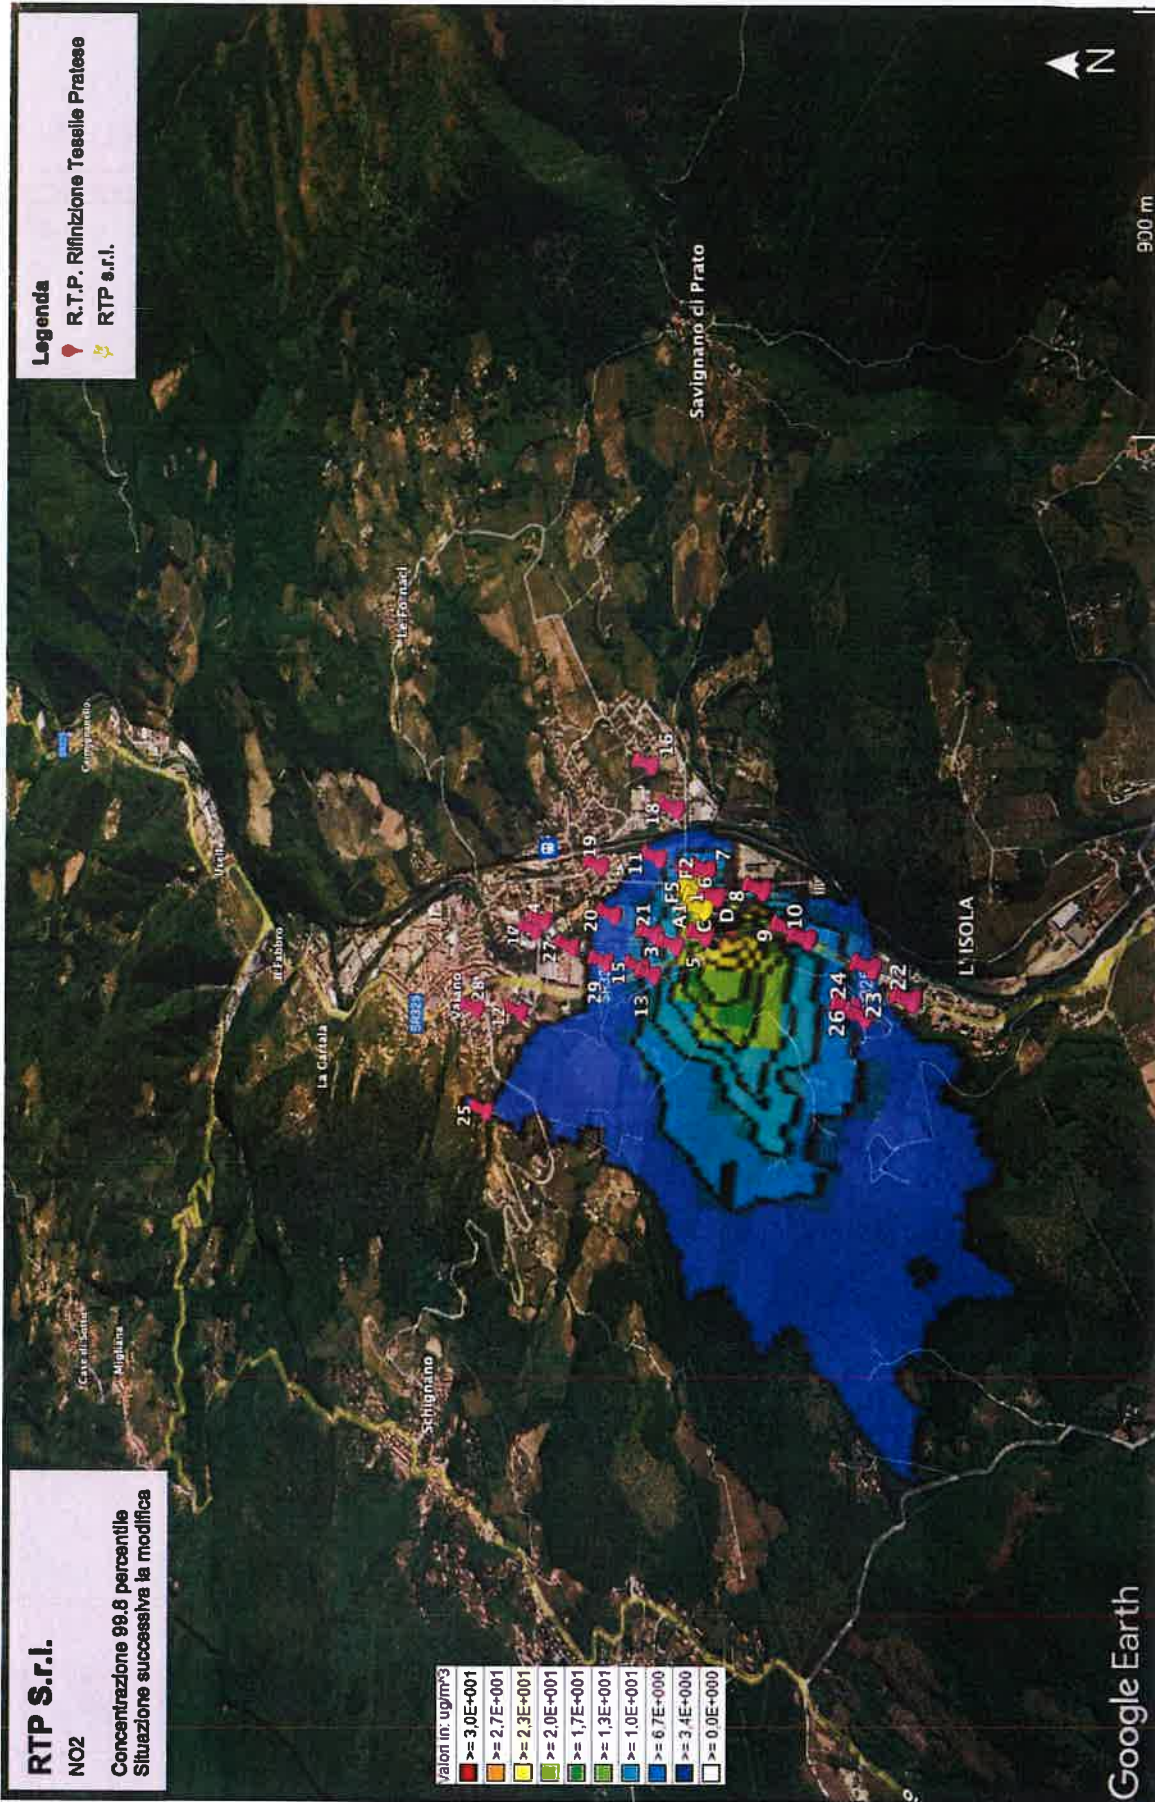 RTP S.r.l.
NO2
Concentrazione 99.8 percentile
Situazione successiva la modifica
Legenda
R.T.P. Rifinizione Tessile Pratese
RTP s.r.l.
Valori in: ug/m^3
>= 3,0E+001
>= 2,7E+001
>= 2,3E+001
>= 2,0E+001
>= 1,7E+001
>= 1,3E+001
>= 1,0E+001
>= 6,7E+000
>= 3,4E+000
>= 0,0E+000
Migliana
Schignano
Il Fabbro
La Cartaia
Usella
Le Fornaci
SR325
Vaiano
Savignano di Prato
L'ISOLA
25
28
12
17
4
27
20
19
29
15
13
21
3
11
18
16
A1
F5
F2
C
1
6
7
5
D
8
9
10
26
24
23
22
Google Earth
900 m
N